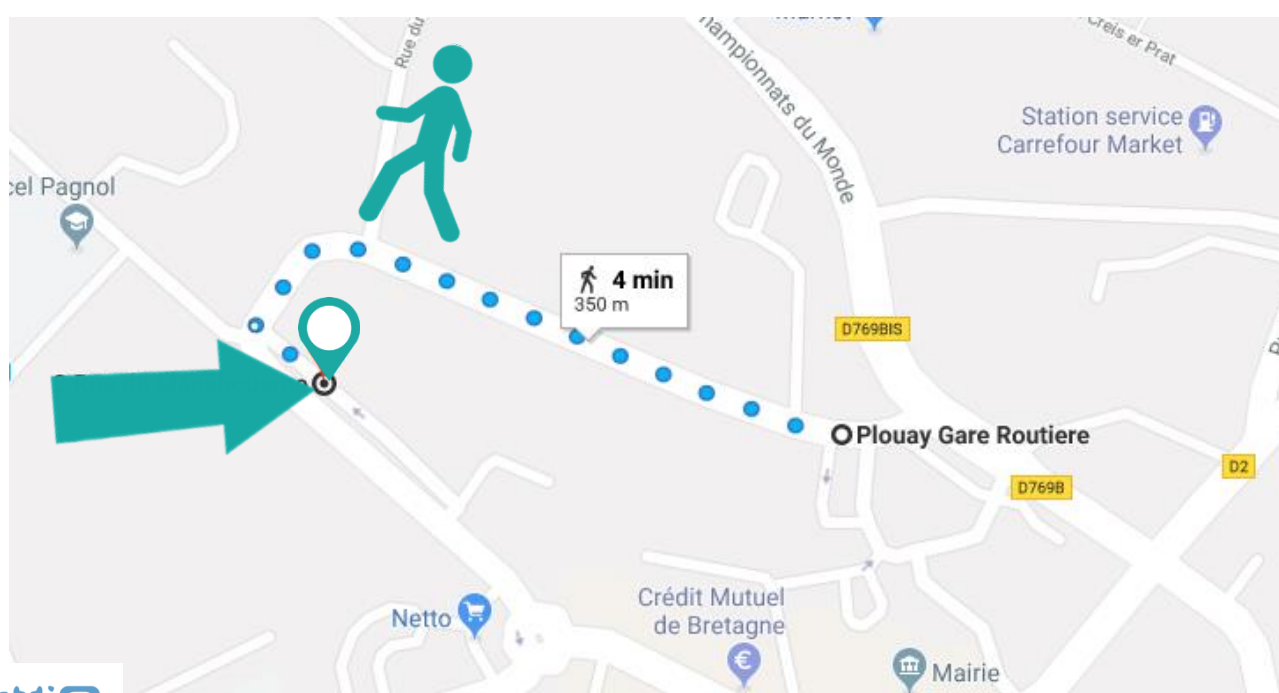 Rue du
Championnats du Monde
Creis er Prat
Station service
Carrefour Market
cel Pagnol
4 min
350 m
D769BIS
Plouay Gare Routiere
D2
D769B
Crédit Mutuel
de Bretagne
Netto
Mairie